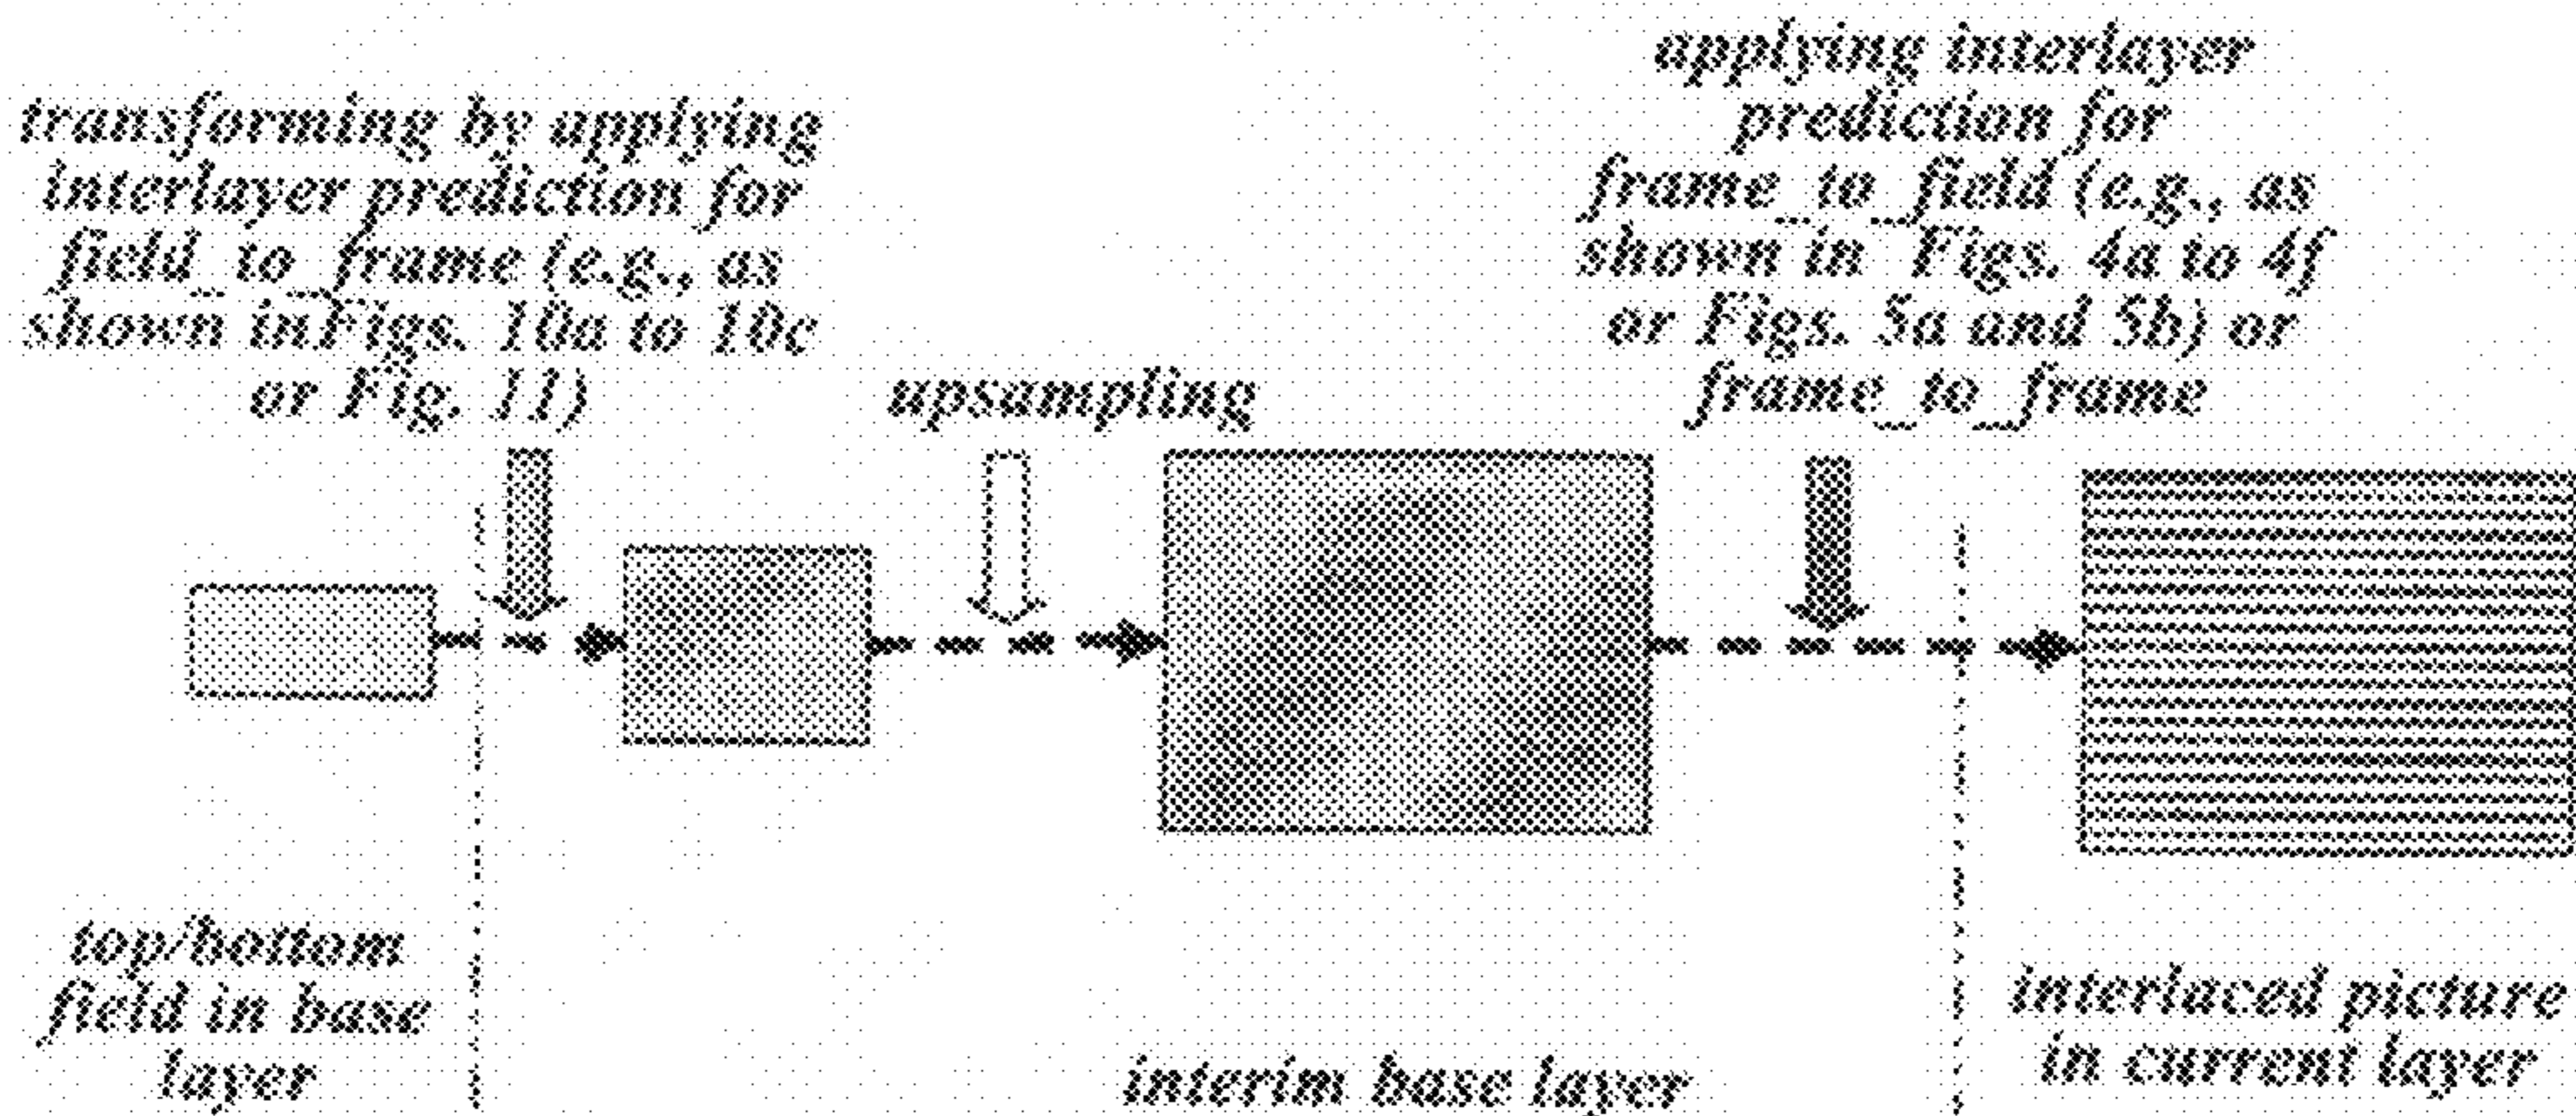 transforming by applying
interlayer prediction for
field_to_frame (e.g., as
shown inFigs. 10a to 10c
or Fig. 11)
upsampling
applying interlayer
prediction for
frame_to_field (e.g., as
shown in Figs. 4a to 4f
or Figs. 5a and 5b) or
frame_to_frame
top/bottom
field in base
layer
interim base layer
interlaced picture
in current layer